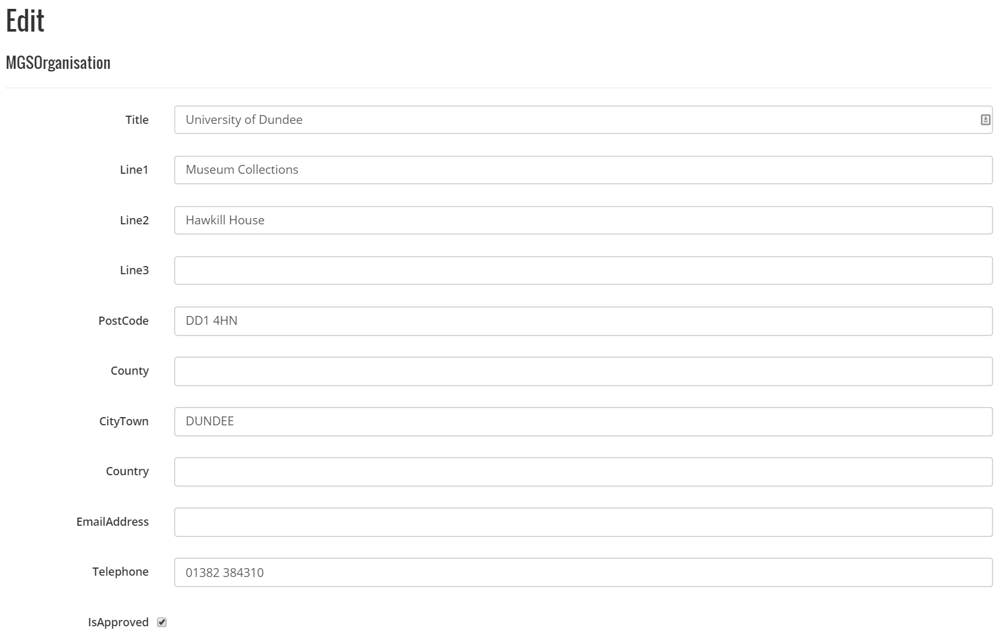 Edit
MGSOrganisation
Title University of Dundee
Line1 Museum Collections
Line2 Hawkill House
Line3
PostCode DD1 4HN
County
CityTown DUNDEE
Country
EmailAddress
Telephone 01382 384310
IsApproved